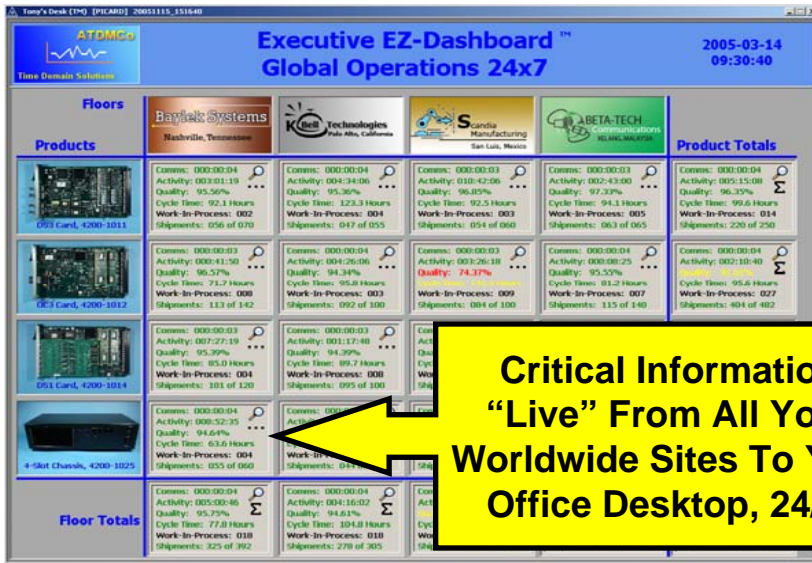 Tony's Desk (TM) [PICARD] 20051115_151640
ATDMCo
Time Domain Solutions
Executive EZ-Dashboard ™
Global Operations 24x7
2005-03-14
09:30:40
Floors
Products
Baylek Systems
Nashville, Tennessee
K Bell Technologies
Palo Alto, California
Scandia
Manufacturing
San Luis, Mexico
ABETA-TECH
Communications
KELANG, MALAYSIA
Product Totals
DS3 Card, 4200-1011
Comms: 000:00:04
Activity: 003:01:19
Quality: 95.56%
Cycle Time: 92.1 Hours
Work-In-Process: 002
Shipments: 056 of 070
Comms: 000:00:04
Activity: 004:34:06
Quality: 95.36%
Cycle Time: 123.3 Hours
Work-In-Process: 004
Shipments: 047 of 055
Comms: 000:00:04
Activity: 010:42:06
Quality: 96.85%
Cycle Time: 92.5 Hours
Work-In-Process: 003
Shipments: 054 of 060
Comms: 000:00:03
Activity: 002:43:00
Quality: 97.33%
Cycle Time: 94.1 Hours
Work-In-Process: 005
Shipments: 063 of 065
Comms: 000:00:04
Activity: 005:15:08
Quality: 96.35%
Cycle Time: 99.6 Hours
Work-In-Process: 014
Shipments: 220 of 250
OC3 Card, 4200-1012
Comms: 000:00:03
Activity: 000:41:50
Quality: 96.57%
Cycle Time: 71.7 Hours
Work-In-Process: 008
Shipments: 113 of 142
Comms: 000:00:04
Activity: 004:26:06
Quality: 94.34%
Cycle Time: 95.8 Hours
Work-In-Process: 003
Shipments: 092 of 100
Comms: 000:00:03
Activity: 003:26:18
Quality: 74.37%
Cycle Time: Hours
Work-In-Process: 009
Shipments: 084 of 100
Comms: 000:00:04
Activity: 000:08:25
Quality: 95.55%
Cycle Time: 81.2 Hours
Work-In-Process: 007
Shipments: 115 of 140
Comms: 000:00:04
Activity: 002:10:40
Cycle Time: 95.6 Hours
Work-In-Process: 027
Shipments: 404 of 482
DS1 Card, 4200-1014
Comms: 000:00:03
Activity: 007:27:19
Quality: 95.39%
Cycle Time: 85.0 Hours
Work-In-Process: 004
Shipments: 101 of 120
Comms: 000:00:03
Activity: 001:17:48
Quality: 94.39%
Cycle Time: 89.7 Hours
Work-In-Process: 008
Shipments: 095 of 100
4-Slot Chassis, 4200-1025
Comms: 000:00:04
Activity: 008:52:35
Quality: 94.64%
Cycle Time: 63.6 Hours
Work-In-Process: 004
Shipments: 055 of 060
Floor Totals
Comms: 000:00:04
Activity: 005:00:46
Quality: 95.75%
Cycle Time: 77.8 Hours
Work-In-Process: 018
Shipments: 325 of 392
Comms: 000:00:04
Activity: 004:16:02
Quality: 94.61%
Cycle Time: 104.8 Hours
Work-In-Process: 018
Shipments: 278 of 305
Critical Informatio
“Live” From All Yo
Worldwide Sites To Y
Office Desktop, 24/